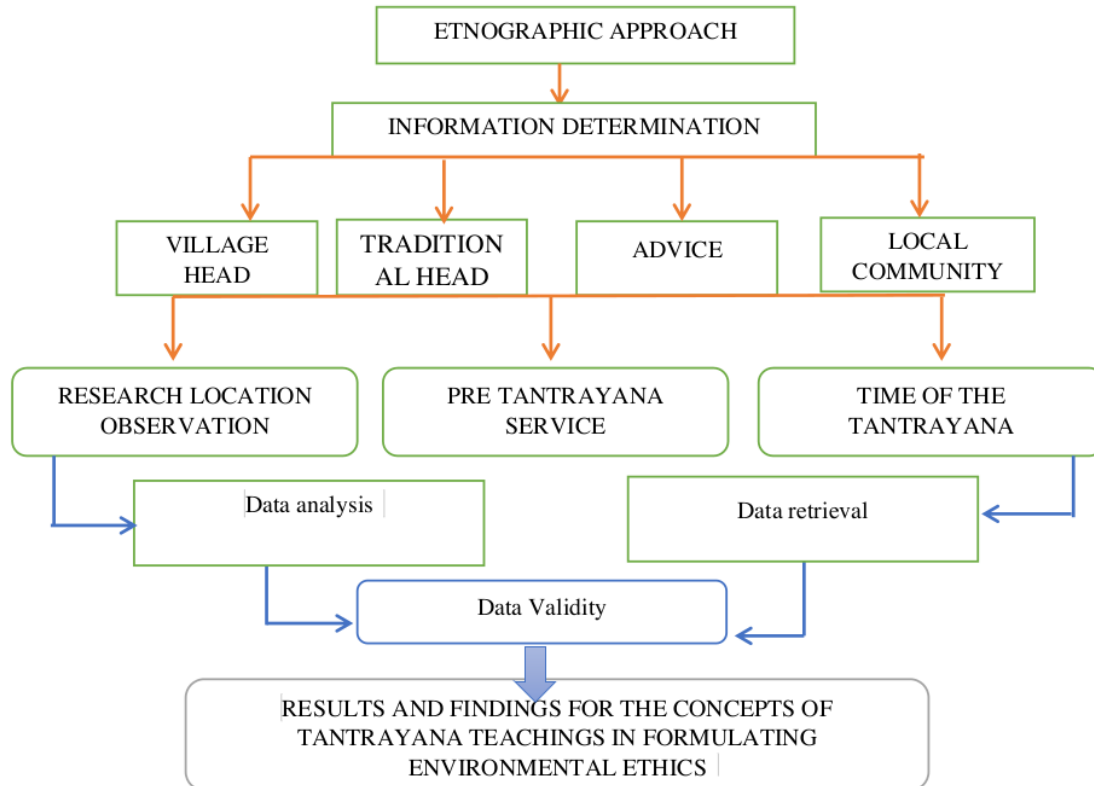 ETNOGRAPHIC APPROACH
INFORMATION DETERMINATION
VILLAGE
HEAD
TRADITION
AL HEAD
ADVICE
LOCAL
COMMUNITY
RESEARCH LOCATION
OBSERVATION
PRE TANTRAYANA
SERVICE
TIME OF THE
TANTRAYANA
Data analysis
Data retrieval
Data Validity
RESULTS AND FINDINGS FOR THE CONCEPTS OF
TANTRAYANA TEACHINGS IN FORMULATING
ENVIRONMENTAL ETHICS